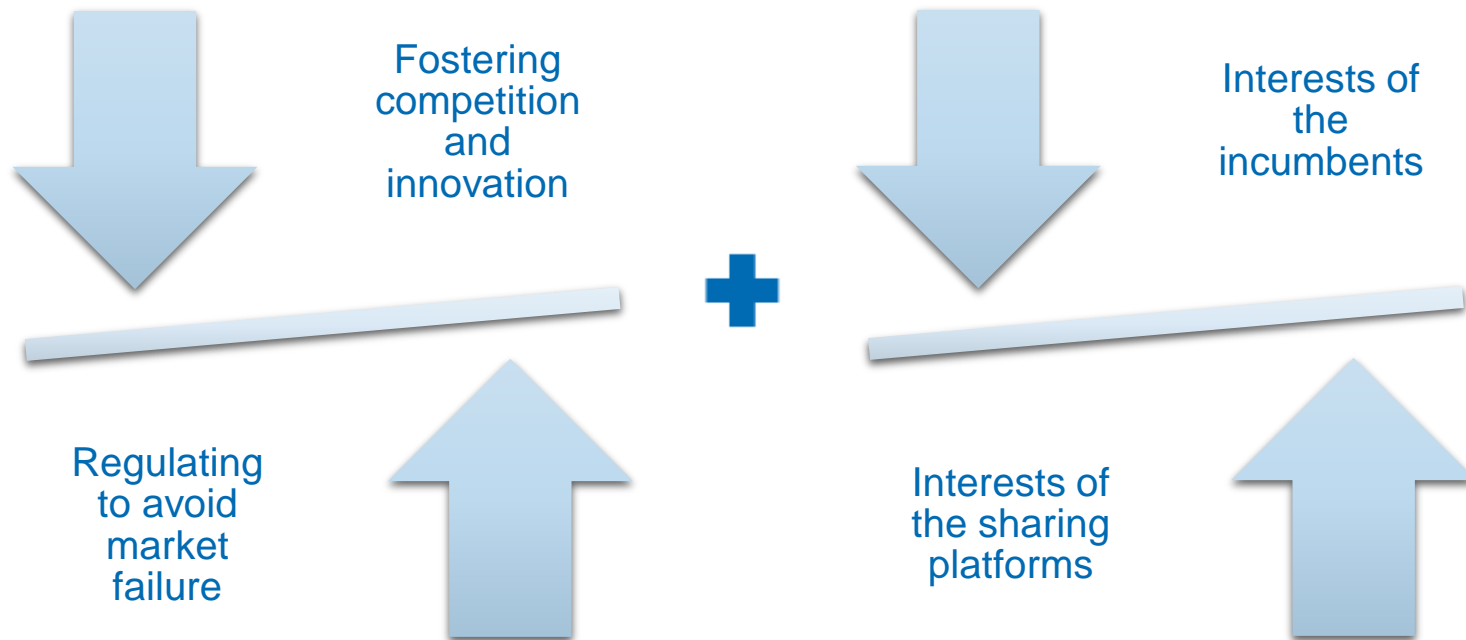 Fostering
competition
and
innovation
Regulating
to avoid
market
failure
Interests of
the
incumbents
Interests of
the sharing
platforms